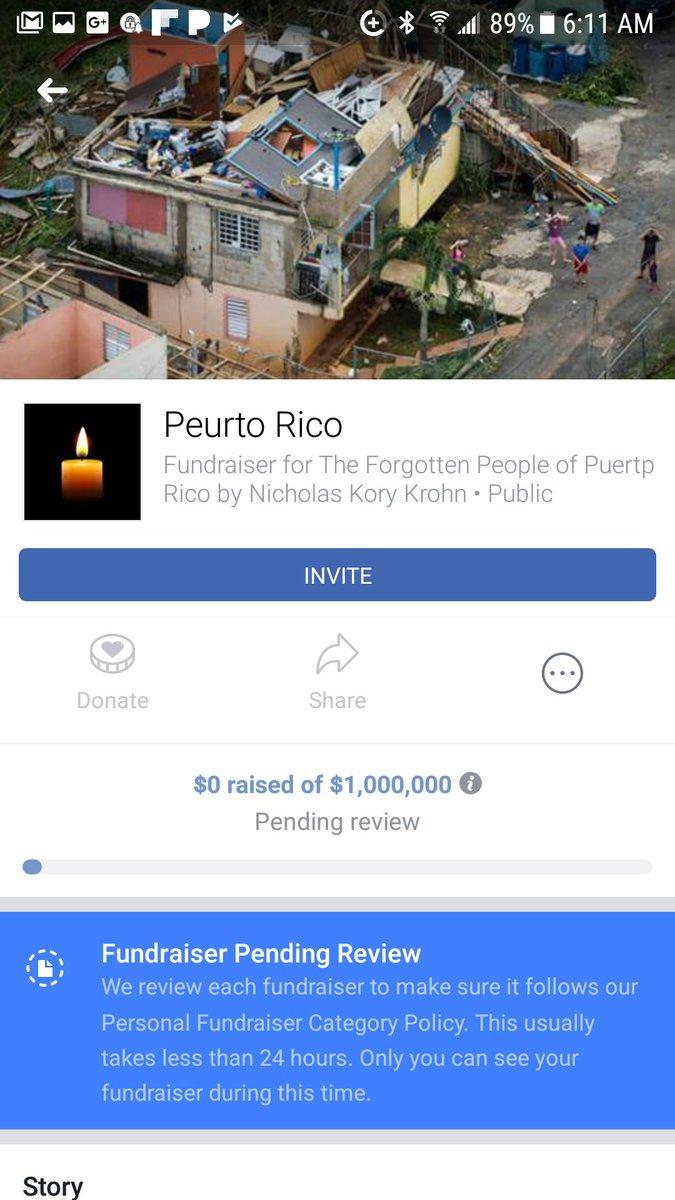 89% 6:11 AM
Peurto Rico
Fundraiser for The Forgotten People of Puertp
Rico by Nicholas Kory Krohn • Public
INVITE
Donate
Share
$0 raised of $1,000,000
Pending review
Fundraiser Pending Review
We review each fundraiser to make sure it follows our
Personal Fundraiser Category Policy. This usually
takes less than 24 hours. Only you can see your
fundraiser during this time.
Story